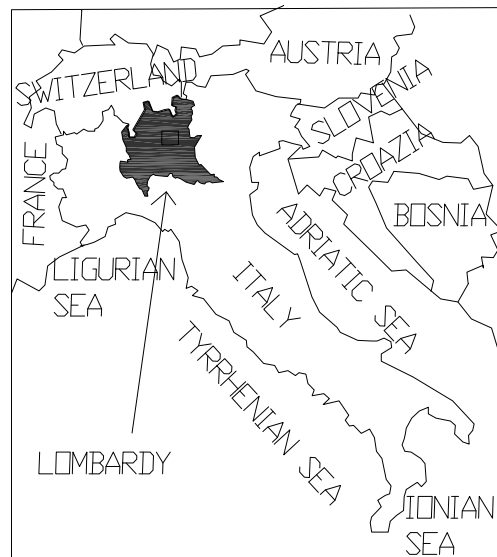 AUSTRIA
SWITZERLAND
SLOVENIA
CROAZIA
FRANCE
BOSNIA
ADRIATIC SEA
LIGURIAN
SEA
ITALY
TYRRHENIAN SEA
LOMBARDY
IONIAN
SEA